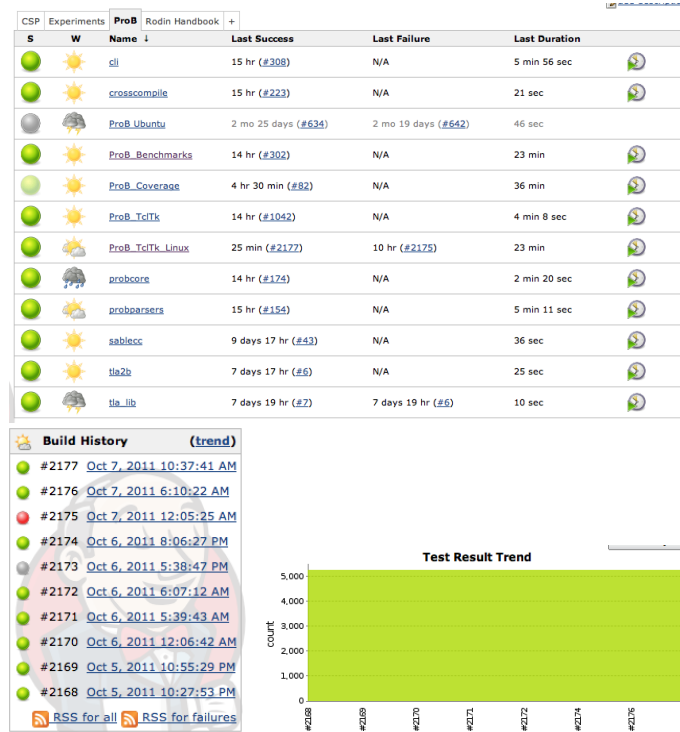 CSP Experiments ProB Rodin Handbook +
S W Name ↓ Last Success Last Failure Last Duration
cli 15 hr (#308) N/A 5 min 56 sec
crosscompile 15 hr (#223) N/A 21 sec
ProB Ubuntu 2 mo 25 days (#634) 2 mo 19 days (#642) 46 sec
ProB_Benchmarks 14 hr (#302) N/A 23 min
ProB_Coverage 4 hr 30 min (#82) N/A 36 min
ProB_TclTk 14 hr (#1042) N/A 4 min 8 sec
ProB_TclTk_Linux 25 min (#2177) 10 hr (#2175) 23 min
probcore 14 hr (#174) N/A 2 min 20 sec
probparsers 15 hr (#154) N/A 5 min 11 sec
sablecc 9 days 17 hr (#43) N/A 36 sec
tla2b 7 days 17 hr (#6) N/A 25 sec
tla_lib 7 days 19 hr (#7) 7 days 19 hr (#6) 10 sec
Build History (trend)
#2177 Oct 7, 2011 10:37:41 AM
#2176 Oct 7, 2011 6:10:22 AM
#2175 Oct 7, 2011 12:05:25 AM
#2174 Oct 6, 2011 8:06:27 PM
#2173 Oct 6, 2011 5:38:47 PM
#2172 Oct 6, 2011 6:07:12 AM
#2171 Oct 6, 2011 5:39:43 AM
#2170 Oct 6, 2011 12:06:42 AM
#2169 Oct 5, 2011 10:55:29 PM
#2168 Oct 5, 2011 10:27:53 PM
RSS for all RSS for failures
Test Result Trend
5,000
4,000
3,000
2,000
1,000
0
count
#2168 #2169 #2170 #2171 #2172 #2174 #2176